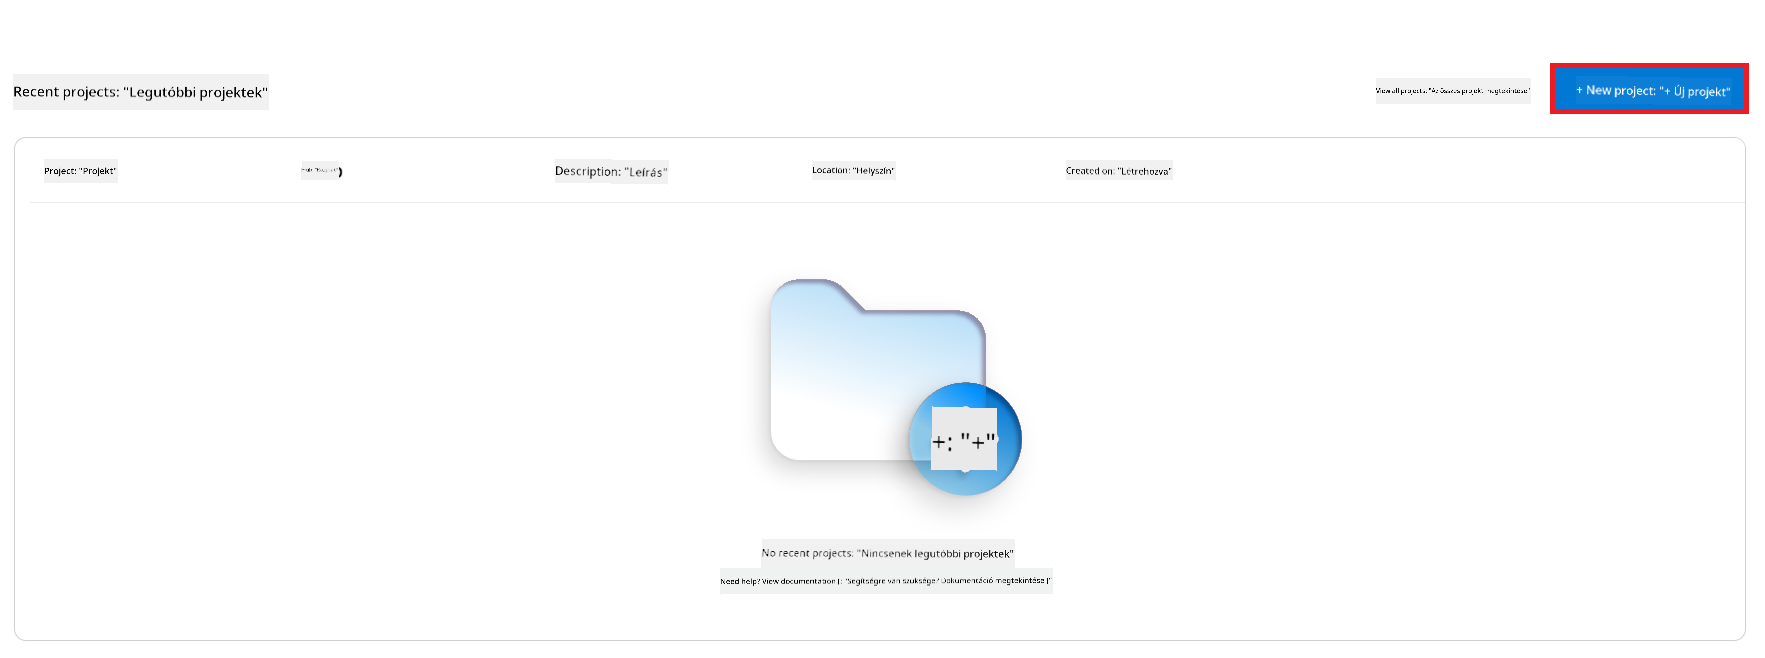 Recent projects: "Legutóbbi projektek"
View all projects: "Az összes projekt megtekintése"
+ New project: "+ Új projekt"
Project: "Projekt"
Description: "Leírás"
Location: "Helyszín"
Created on: "Létrehozva"
+: "+"
No recent projects: "Nincsenek legutóbbi projektek"
Need help? View documentation [: "Segítségre van szüksége? Dokumentáció megtekintése ["